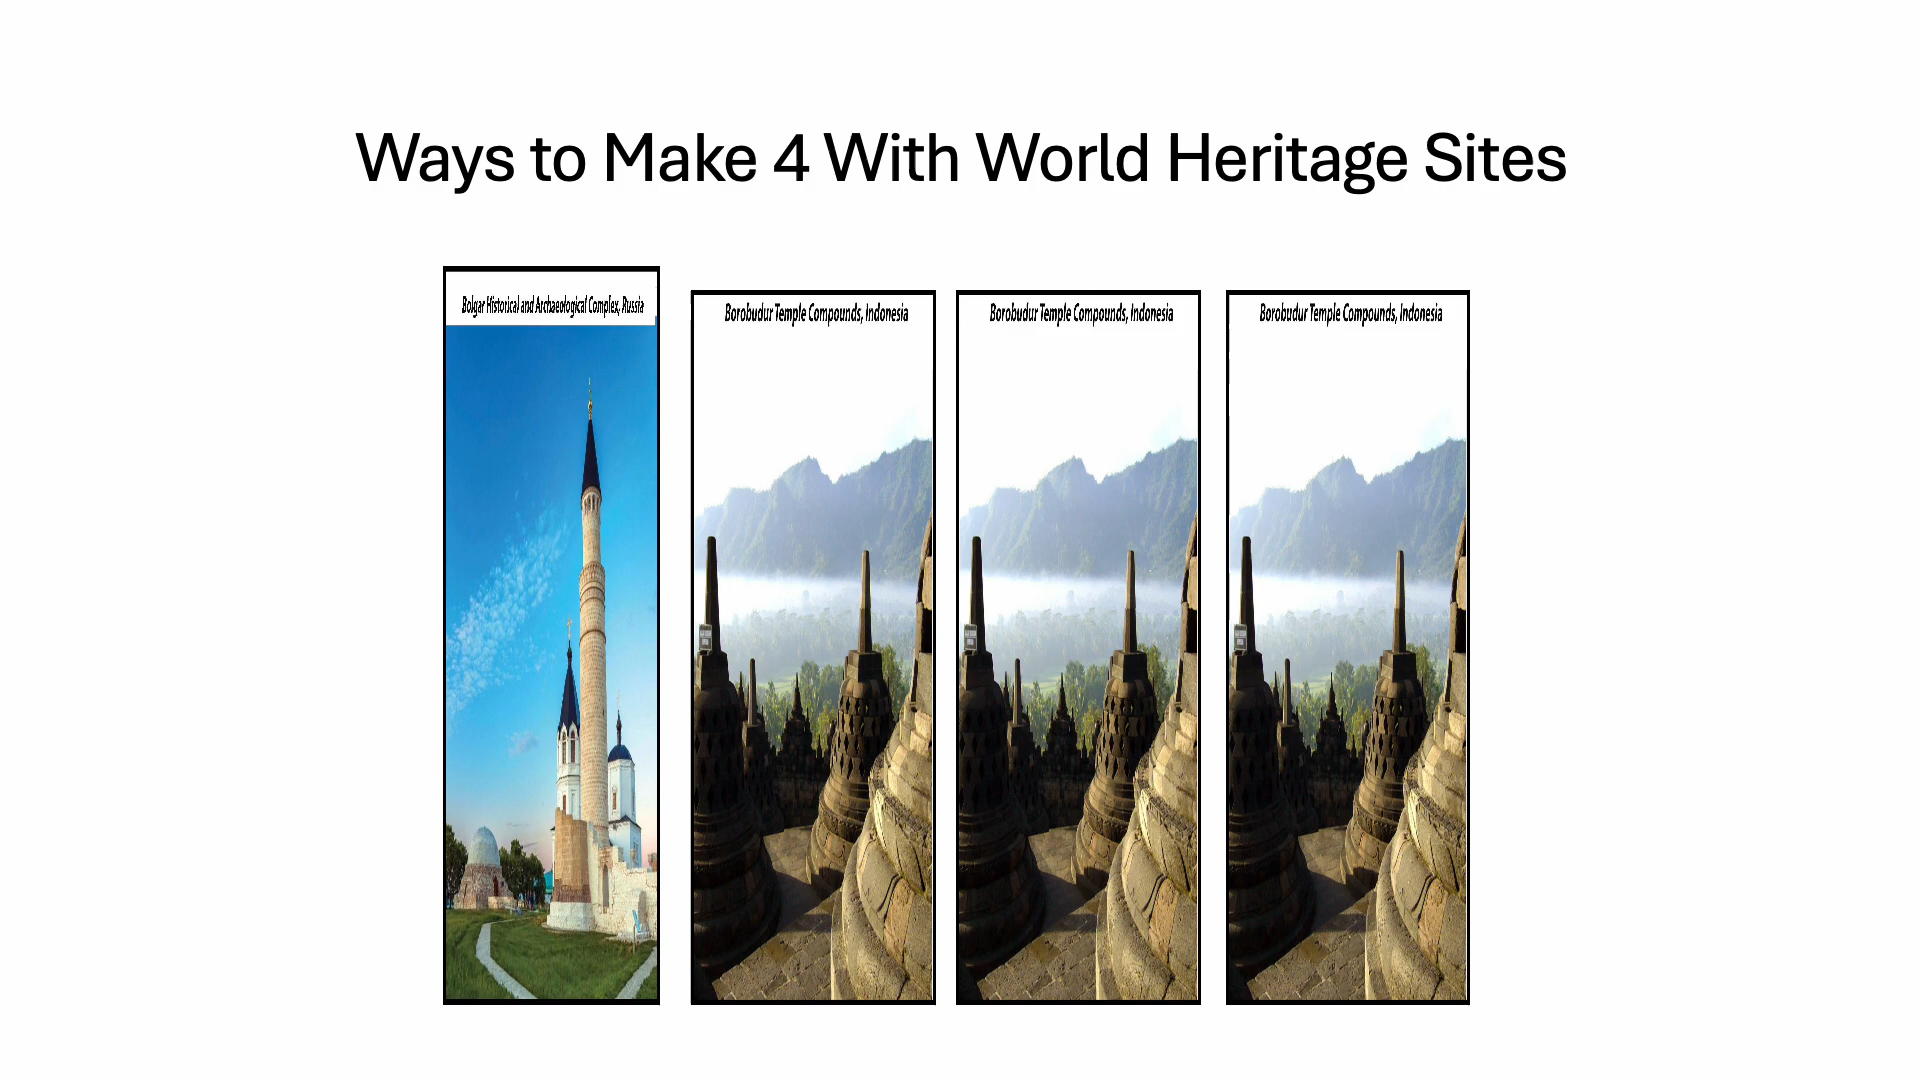 Ways to Make 4 With World Heritage Sites
Bolgar Historical and Archaeological Complex, Russia
Borobudur Temple Compounds, Indonesia
Borobudur Temple Compounds, Indonesia
Borobudur Temple Compounds, Indonesia